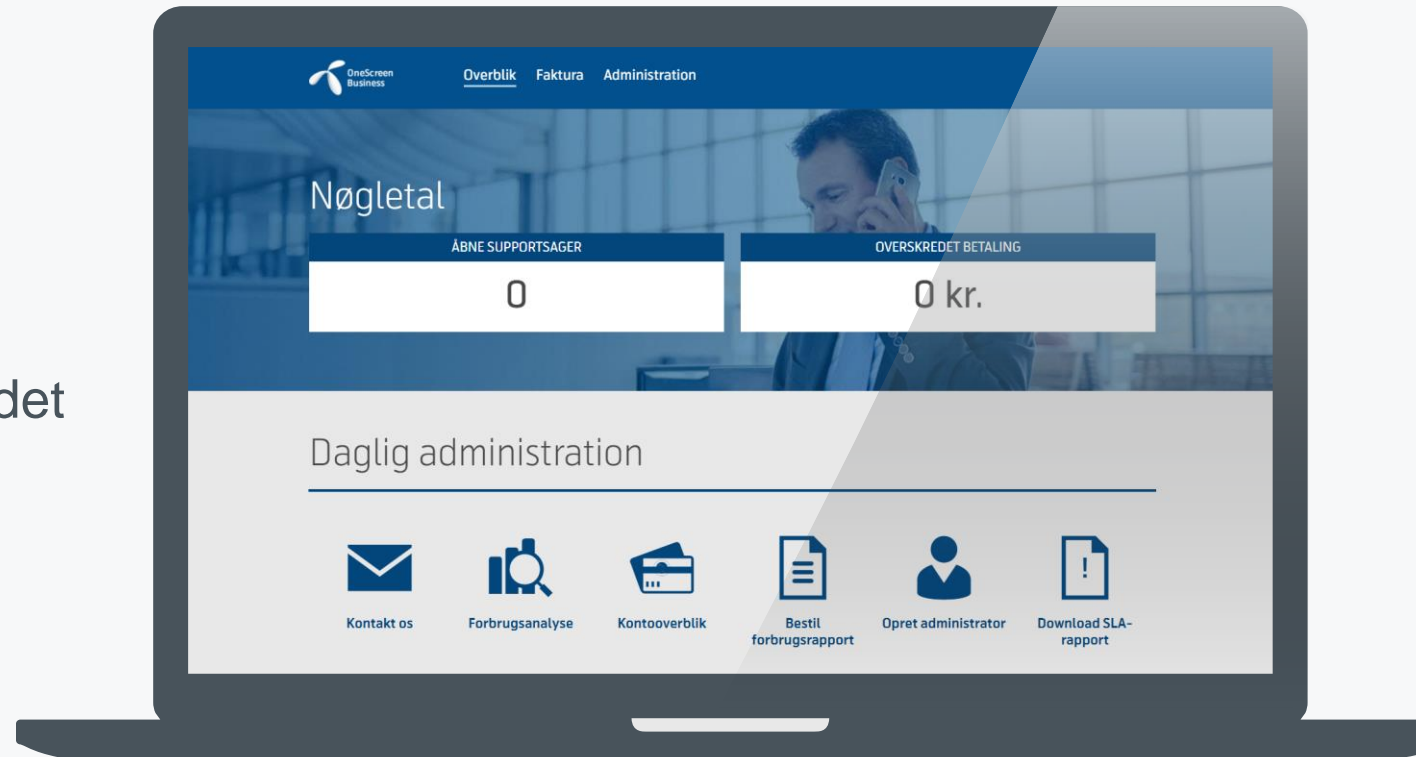 OneScreen
Business
Overblik Faktura Administration
Nøgletal
ÅBNE SUPPORTSAGER OVERSKREDET BETALING
0 0 kr.
det
Daglig administration
Kontakt os Forbrugsanalyse Kontooverblik Bestil Opret administrator Download SLA-
forbrugsrapport rapport